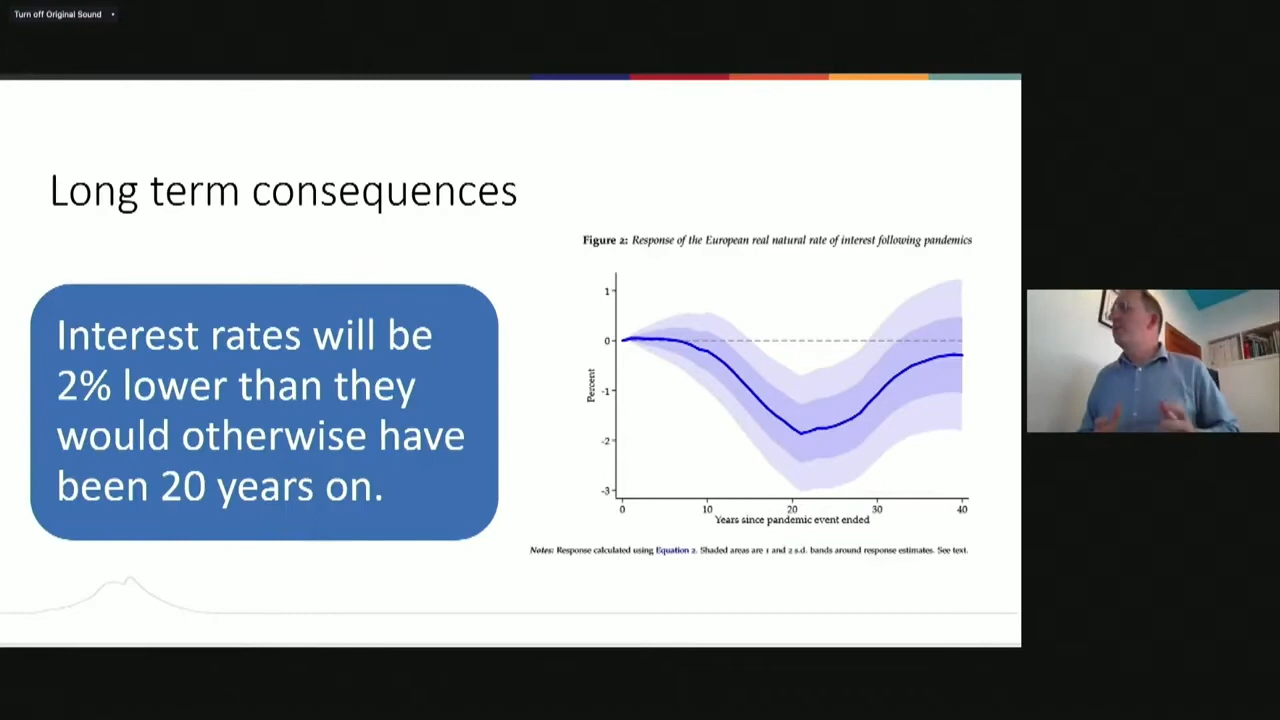 Turn off Original Sound
Long term consequences
Interest rates will be
2% lower than they
would otherwise have
been 20 years on.
Figure 2: Response of the European real natural rate of interest following pandemics
1
0
-1
-2
-3
Percent
0 10 20 30 40
Years since pandemic event ended
Notes: Response calculated using Equation 2. Shaded areas are 1 and 2 s.d. bands around response estimates. See text.